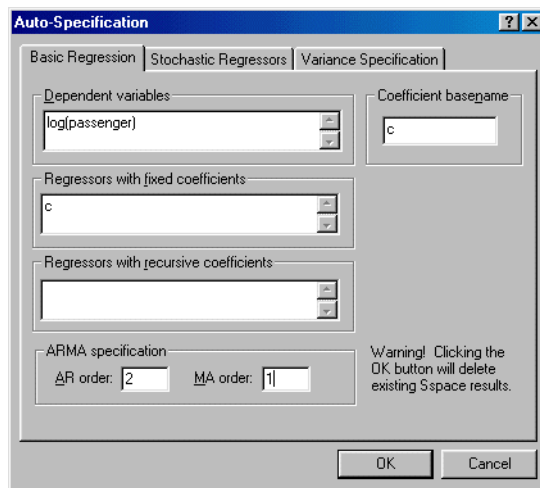 Auto-Specification
Basic Regression
Stochastic Regressors
Variance Specification
Dependent variables
log(passenger)
Coefficient basename
c
Regressors with fixed coefficients
c
Regressors with recursive coefficients
ARMA specification
AR order: 2
MA order: 1
Warning! Clicking the
OK button will delete
existing Sspace results.
OK
Cancel